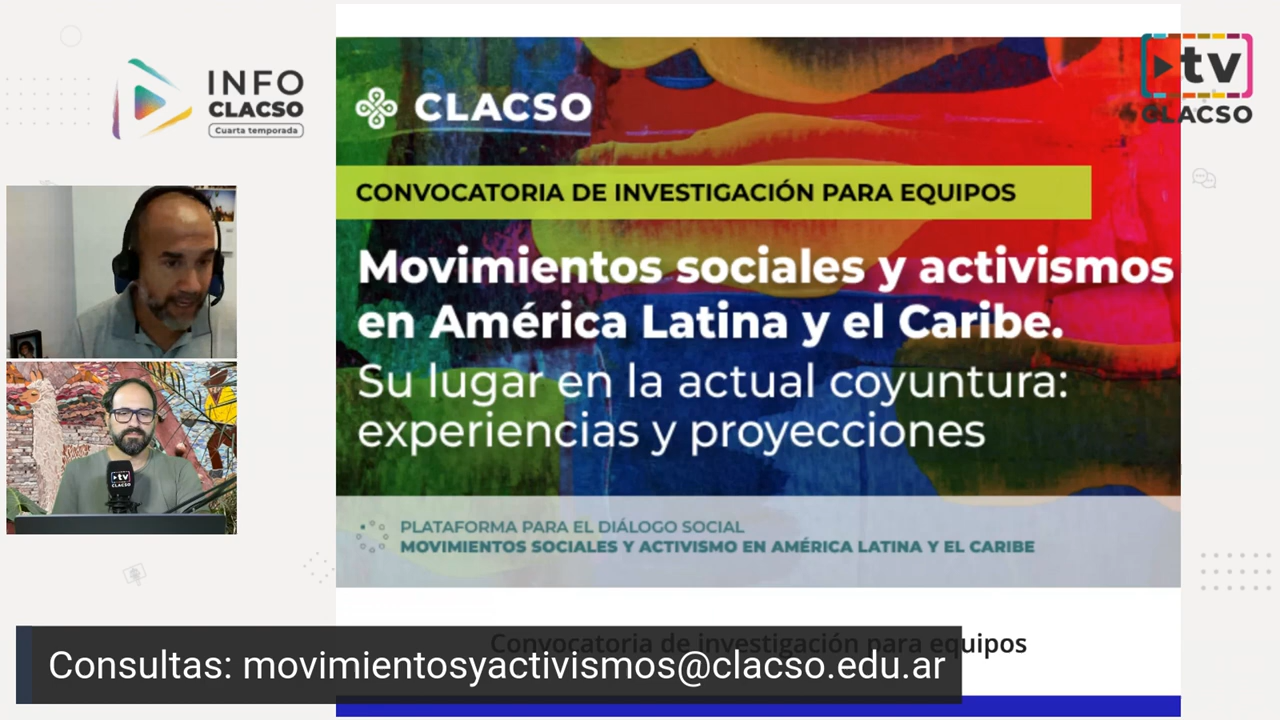 INFO
CLACSO
Cuarta temporada
CLACSO
tv
CLACSO
CONVOCATORIA DE INVESTIGACIÓN PARA EQUIPOS
Movimientos sociales y activismos
en América Latina y el Caribe.
Su lugar en la actual coyuntura:
experiencias y proyecciones
tv
CLACSO
PLATAFORMA PARA EL DIÁLOGO SOCIAL
MOVIMIENTOS SOCIALES Y ACTIVISMO EN AMÉRICA LATINA Y EL CARIBE
Convocatoria de investigación para equipos
Consultas: movimientosyactivismos@clacso.edu.ar